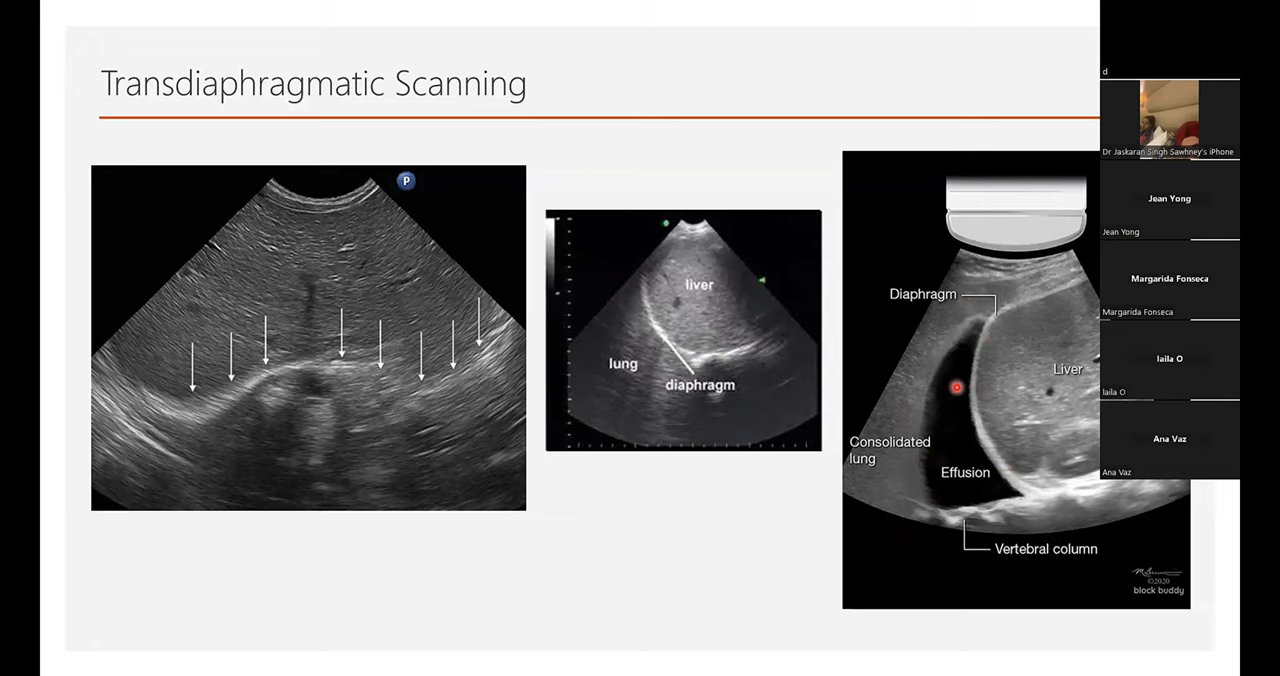 Transdiaphragmatic Scanning
P
liver
lung
diaphragm
Diaphragm
Liver
Consolidated
lung
Effusion
Vertebral column
©2020
block buddy
d
Dr Jaskaran Singh Sawhney's iPhone
Jean Yong
Jean Yong
Margarida Fonseca
Margarida Fonseca
laila O
laila O
Ana Vaz
Ana Vaz